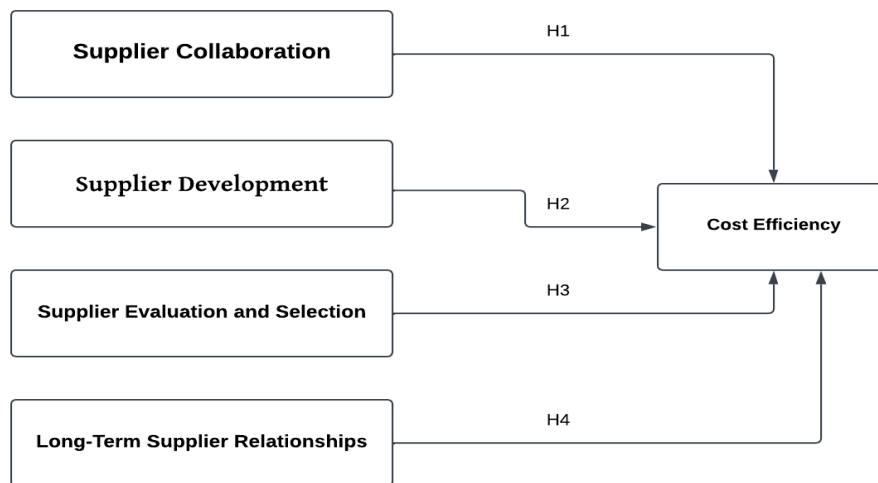 H1
Supplier Collaboration
Supplier Development
H2
Cost Efficiency
H3
Supplier Evaluation and Selection
H4
Long-Term Supplier Relationships